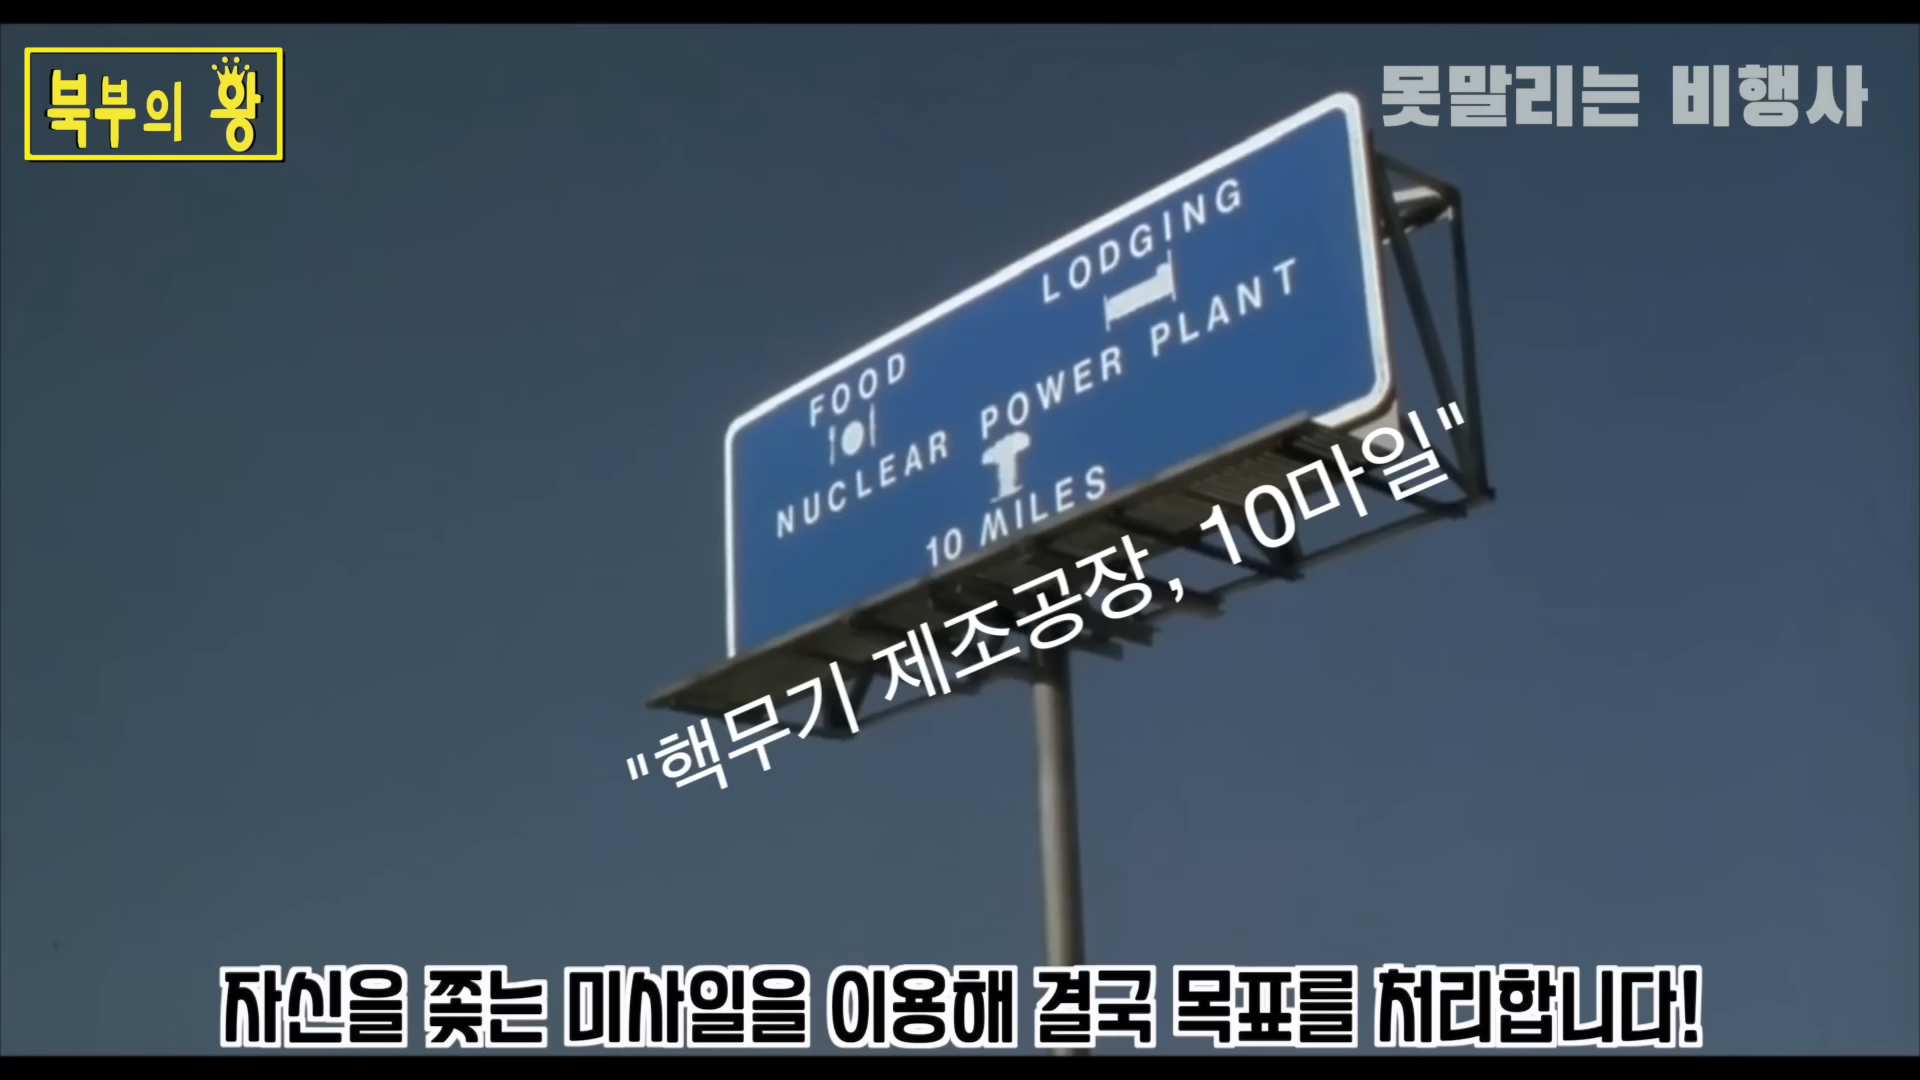 북부의 왕
못말리는 비행사
LODGING
FOOD
NUCLEAR POWER PLANT
10 MILES
"핵무기 제조공장, 10마일"
자신을 쫓는 미사일을 이용해 결국 목표를 처리합니다!